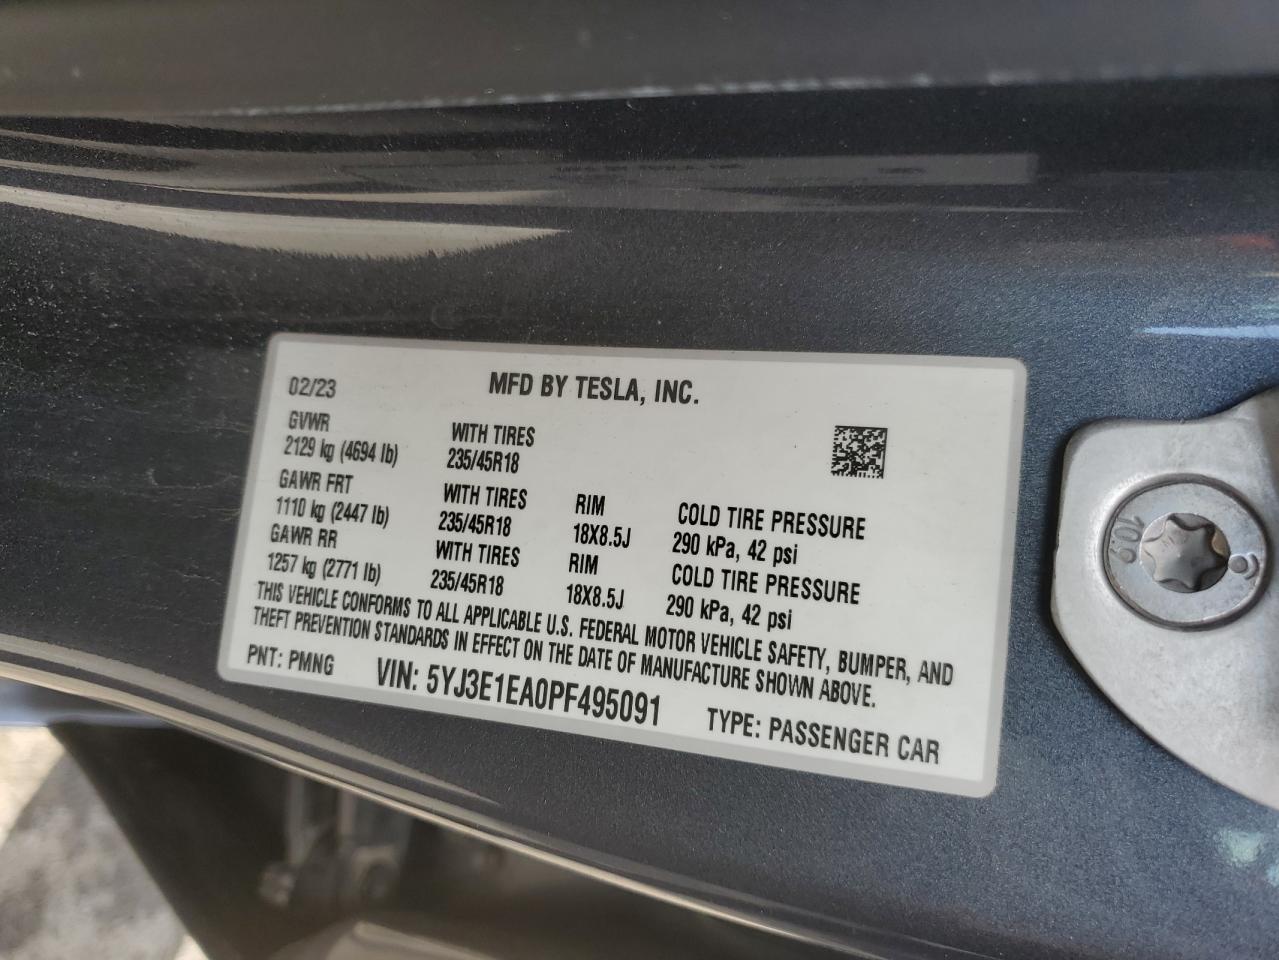 02/23 MFD BY TESLA, INC.
GVWR WITH TIRES
2129 kg (4694 lb) 235/45R18
GAWR FRT WITH TIRES RIM COLD TIRE PRESSURE
1110 kg (2447 lb) 235/45R18 18X8.5J 290 kPa, 42 psi
GAWR RR WITH TIRES RIM COLD TIRE PRESSURE
1257 kg (2771 lb) 235/45R18 18X8.5J 290 kPa, 42 psi
THIS VEHICLE CONFORMS TO ALL APPLICABLE U.S. FEDERAL MOTOR VEHICLE SAFETY, BUMPER, AND
THEFT PREVENTION STANDARDS IN EFFECT ON THE DATE OF MANUFACTURE SHOWN ABOVE.
PNT: PMNG VIN: 5YJ3E1EA0PF495091 TYPE: PASSENGER CAR
10.9